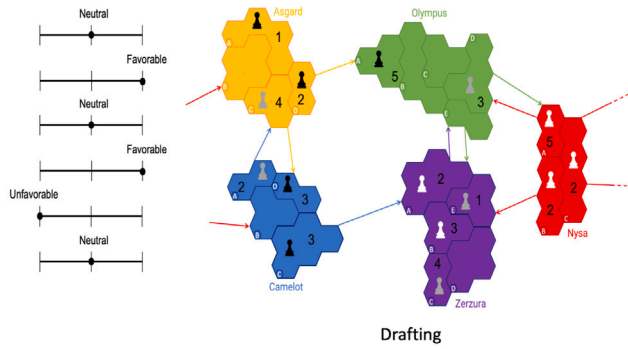 Neutral
Favorable
Neutral
Favorable
Unfavorable
Neutral
Asgard
1
B
4
C
2
D
Olympus
A
5
C
D
3
E
5
A
2
B
2
C
Nysa
2
A
D
3
B
3
C
Camelot
2
A
E
1
3
B
4
C
D
Zerzura
Drafting